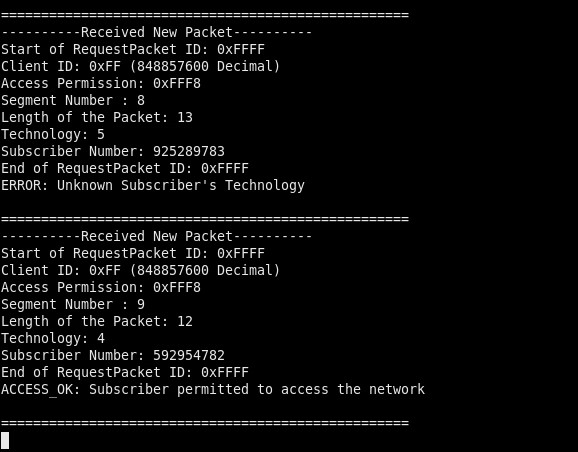 ===================================================
----------Received New Packet----------
Start of RequestPacket ID: 0xFFFF
Client ID: 0xFF (848857600 Decimal)
Access Permission: 0xFFF8
Segment Number : 8
Length of the Packet: 13
Technology: 5
Subscriber Number: 925289783
End of RequestPacket ID: 0xFFFF
ERROR: Unknown Subscriber's Technology
===================================================
----------Received New Packet----------
Start of RequestPacket ID: 0xFFFF
Client ID: 0xFF (848857600 Decimal)
Access Permission: 0xFFF8
Segment Number : 9
Length of the Packet: 12
Technology: 4
Subscriber Number: 592954782
End of RequestPacket ID: 0xFFFF
ACCESS_OK: Subscriber permitted to access the network
===================================================